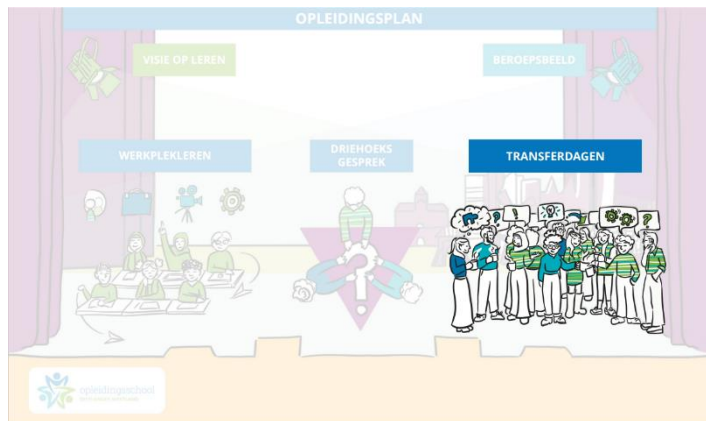 OPLEIDINGSPLAN
VISIE OP LEREN
BEROEPSBEELD
WERKPLEKLEREN
DRIEHOEKS
GESPREK
TRANSFERDAGEN
opleidingsschool